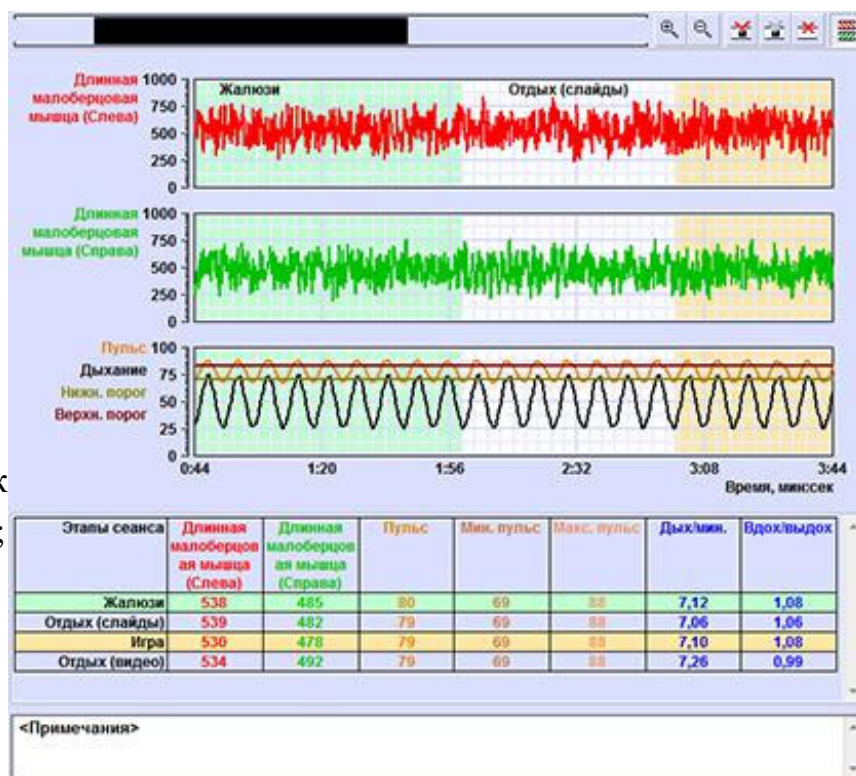 Длинная
малоберцовая
мышца (Слева)
1000
750
500
250
0
Жалюзи
Отдых (слайды)
Длинная
малоберцовая
мышца (Справа)
1000
750
500
250
0
Пульс
Дыхание
Нижн. порог
Верхн. порог
100
75
50
25
0
0:44 1:20 1:56 2:32 3:08 3:44
Время, мин:сек
к
;
Этапы сеанса Длинная малоберцовая мышца (Слева) Длинная малоберцовая мышца (Справа) Пульс Мин. пульс Макс. пульс Дых/мин. Вдох/выдох
Жалюзи 538 485 80 69 88 7,12 1,08
Отдых (слайды) 539 482 79 69 88 7,06 1,06
Игра 530 478 79 69 88 7,10 1,08
Отдых (видео) 534 492 79 69 88 7,26 0,99
<Примечания>